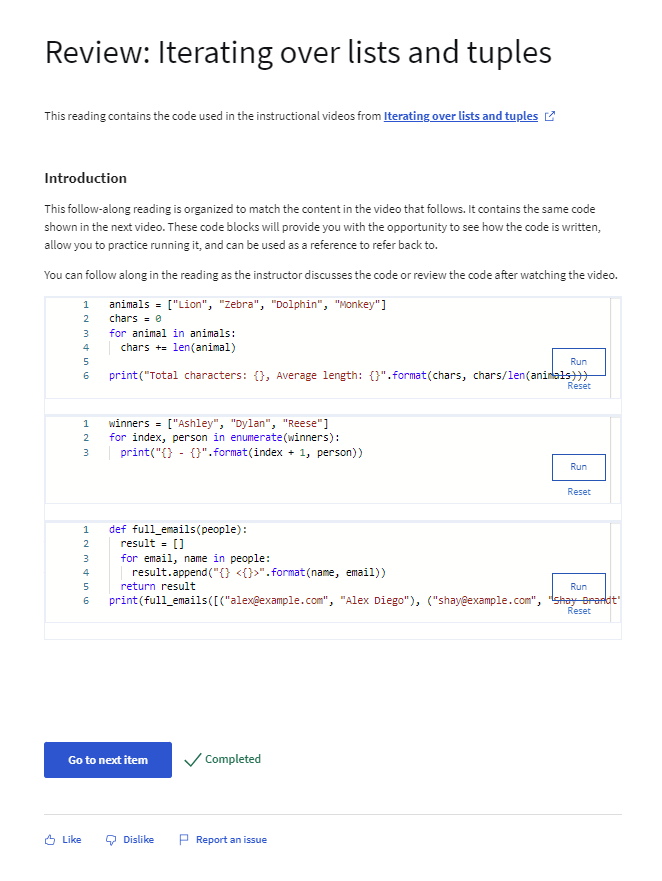 Review: Iterating over lists and tuples
This reading contains the code used in the instructional videos from Iterating over lists and tuples
Introduction
This follow-along reading is organized to match the content in the video that follows. It contains the same code
shown in the next video. These code blocks will provide you with the opportunity to see how the code is written,
allow you to practice running it, and can be used as a reference to refer back to.
You can follow along in the reading as the instructor discusses the code or review the code after watching the video.
1 animals = ["Lion", "Zebra", "Dolphin", "Monkey"]
2 chars = 0
3 for animal in animals:
4 chars += len(animal)
5
6 print("Total characters: {}, Average length: {}".format(chars, chars/len(animals)))
Run
Reset
1 winners = ["Ashley", "Dylan", "Reese"]
2 for index, person in enumerate(winners):
3 print("{} - {}".format(index + 1, person))
Run
Reset
1 def full_emails(people):
2 result = []
3 for email, name in people:
4 result.append("{} <{}>".format(name, email))
5 return result
6 print(full_emails([("alex@example.com", "Alex Diego"), ("shay@example.com", "Shay Brandt"
Run
Reset
Go to next item
Completed
Like Dislike Report an issue